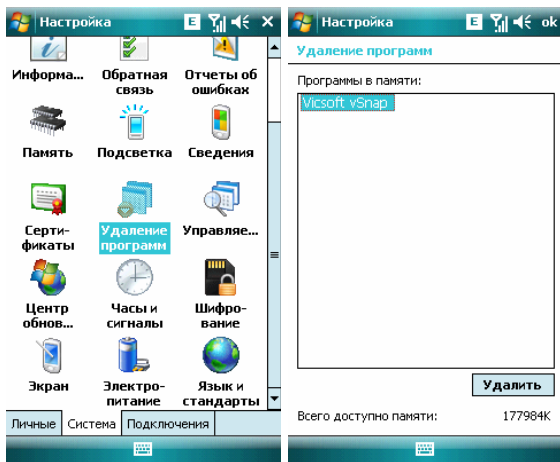 Настройка
E
Информа...
Обратная
связь
Отчеты об
ошибках
Память
Подсветка
Сведения
Серти-
фикаты
Удаление
программ
Управляе...
Центр
обнов...
Часы и
сигналы
Шифро-
вание
Экран
Электро-
питание
Язык и
стандарты
Личные
Система
Подключения
Настройка
E
ok
Удаление программ
Программы в памяти:
Vicsoft vSnap
Удалить
Всего доступно памяти: 177984K